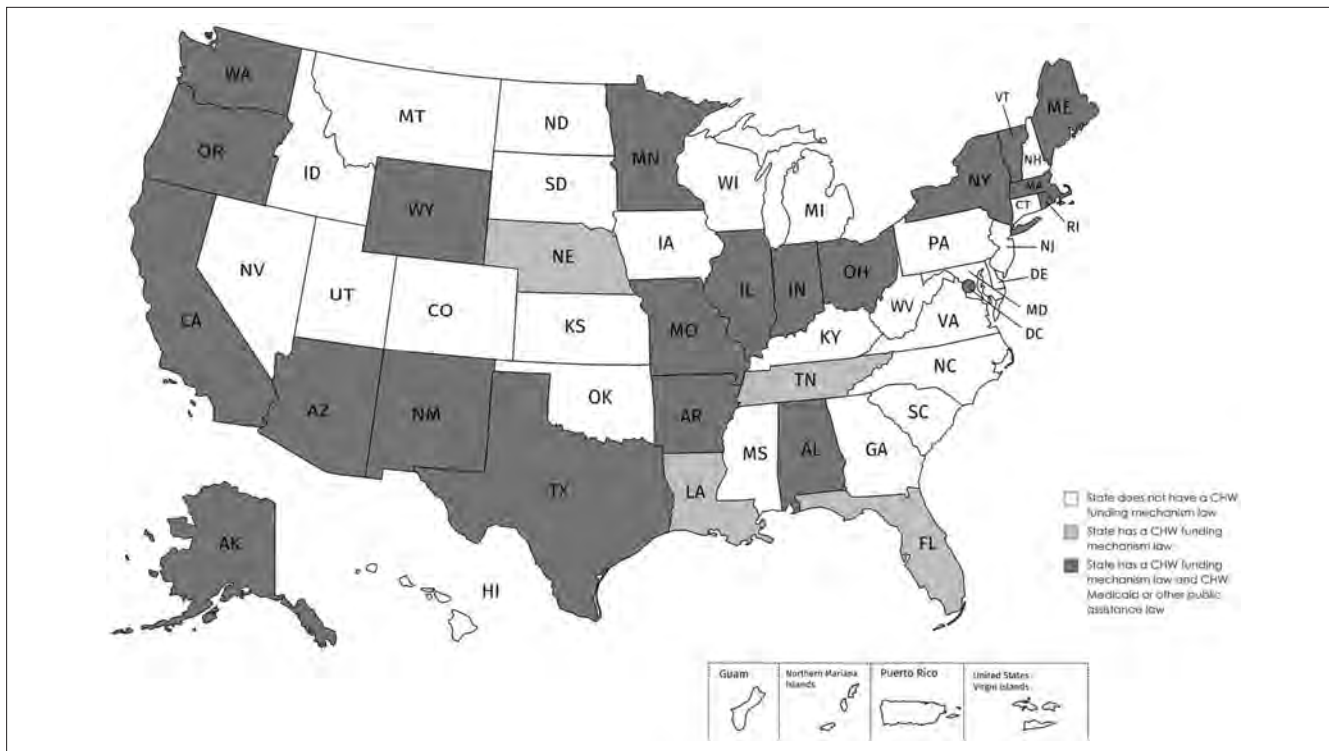 WA
MT
ND
MN
VT
ME
OR
ID
SD
WI
MI
NY
NH
MA
CT
RI
WY
IA
PA
NJ
NE
NV
UT
CO
IL
IN
OH
DE
WV
MD
VA
DC
CA
KS
MO
KY
NC
TN
AZ
NM
OK
AR
SC
MS
AL
GA
TX
LA
FL
AK
HI
State does not have a CHW
funding mechanism law
State has a CHW funding
mechanism law
State has a CHW funding
mechanism law and CHW
Medicaid or other public
assistance law
Guam
Northern Mariana
Islands
Puerto Rico
United States
Virgin Islands